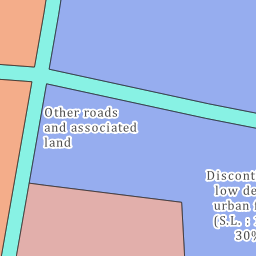 Other roads
and associated
land
Discont
low de
urban
(S.L. :
30%